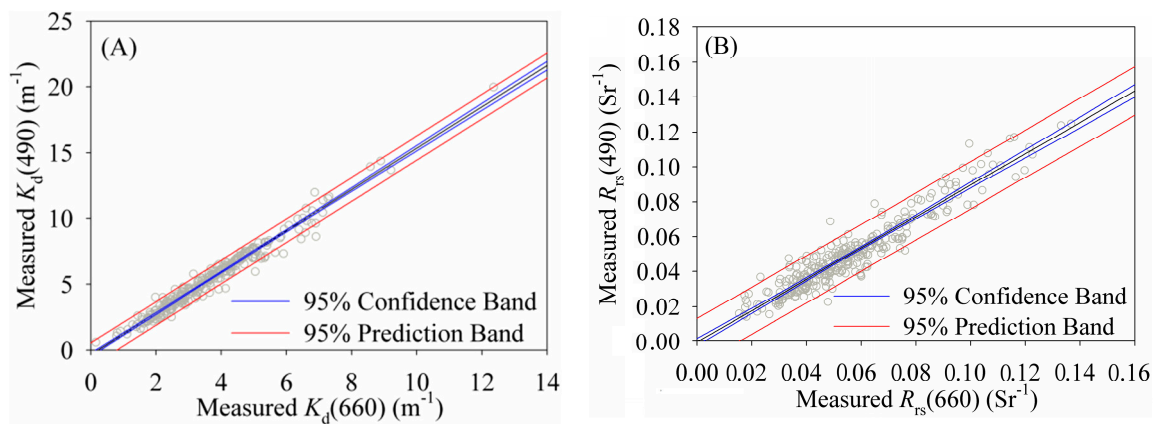 (A)
25
20
15
10
5
0
Measured Kd(490) (m-1)
95% Confidence Band
95% Prediction Band
0 2 4 6 8 10 12 14
Measured Kd(660) (m-1)
(B)
0.18
0.16
0.14
0.12
0.10
0.08
0.06
0.04
0.02
0.00
Measured Rrs(490) (Sr-1)
95% Confidence Band
95% Prediction Band
0.00 0.02 0.04 0.06 0.08 0.10 0.12 0.14 0.16
Measured Rrs(660) (Sr-1)